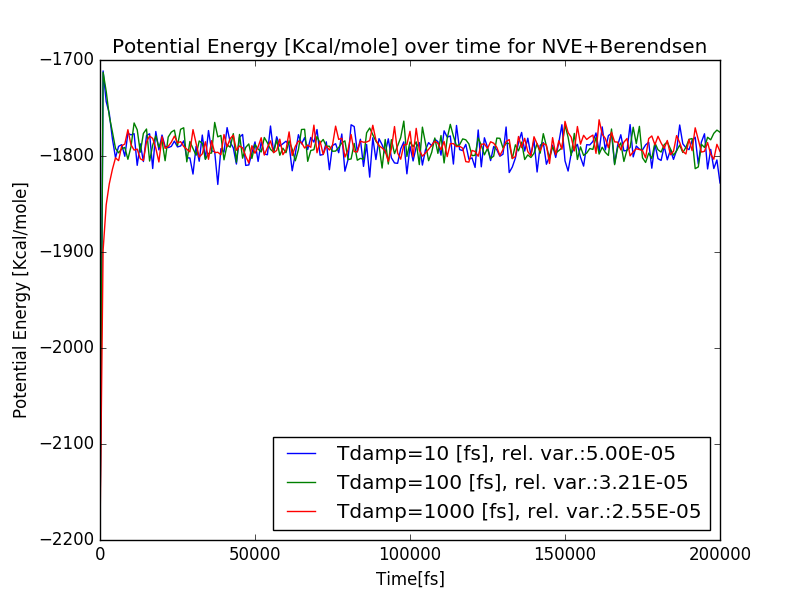 Potential Energy [Kcal/mole] over time for NVE+Berendsen
−1700
−1800
−1900
−2000
−2100
−2200
Potential Energy [Kcal/mole]
Tdamp=10 [fs], rel. var.:5.00E-05
Tdamp=100 [fs], rel. var.:3.21E-05
Tdamp=1000 [fs], rel. var.:2.55E-05
0 50000 100000 150000 200000
Time[fs]